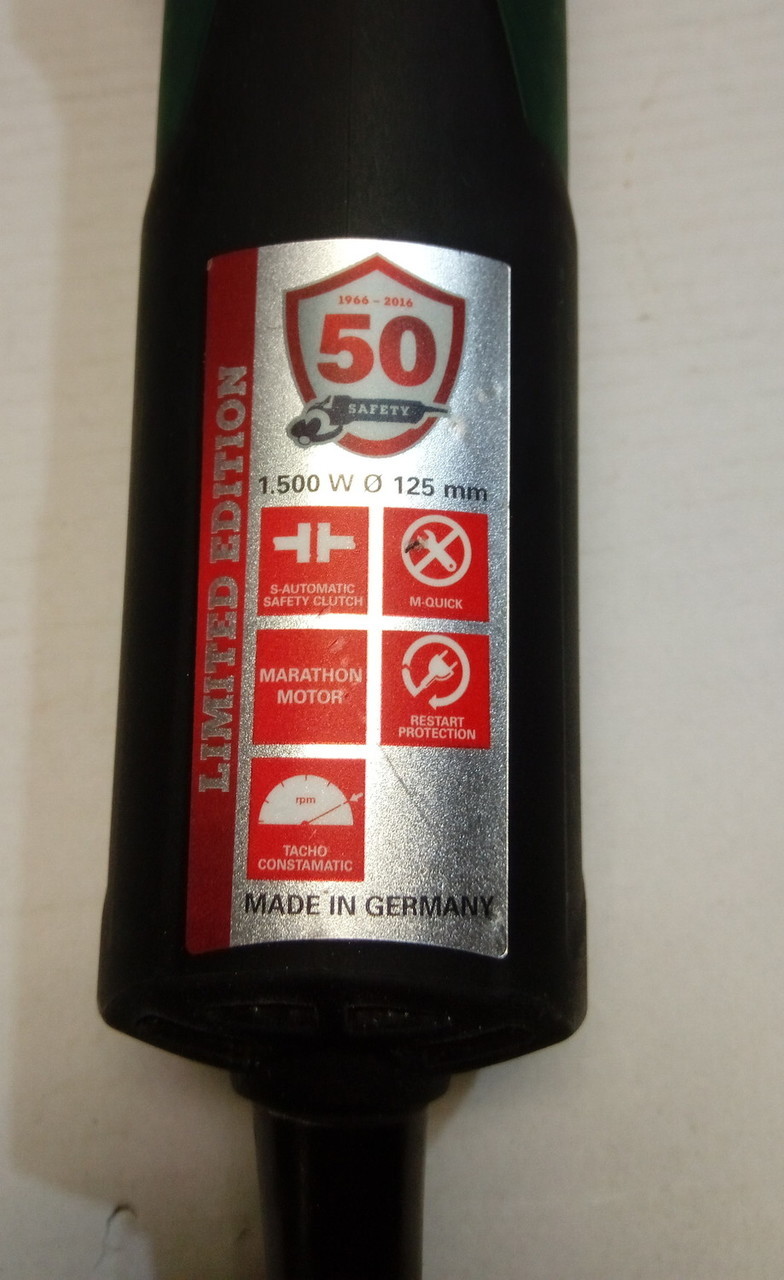 LIMITED EDITION
1966 – 2016
50
SAFETY
1.500 W Ø 125 mm
S-AUTOMATIC
SAFETY CLUTCH
M-QUICK
MARATHON
MOTOR
RESTART
PROTECTION
rpm
TACHO
CONSTAMATIC
MADE IN GERMANY